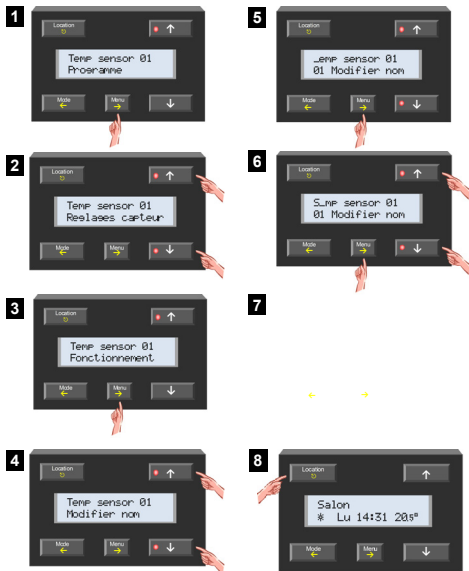 1
Location
↑
Temp sensor 01
Programme
Mode
←
Menu
→
↓
2
Location
↑
Temp sensor 01
Reglages capteur
Mode
←
Menu
→
↓
3
Location
↑
Temp sensor 01
Fonctionnement
Mode
←
Menu
→
↓
4
Location
↑
Temp sensor 01
Modifier nom
Mode
←
Menu
→
↓
5
Location
↑
_emp sensor 01
01 Modifier nom
Mode
←
Menu
→
↓
6
Location
↑
S_mp sensor 01
01 Modifier nom
Mode
←
Menu
→
↓
7
← →
8
Location
↑
Salon
☀ Lu 14:31 20.5°
Mode
←
Menu
→
↓